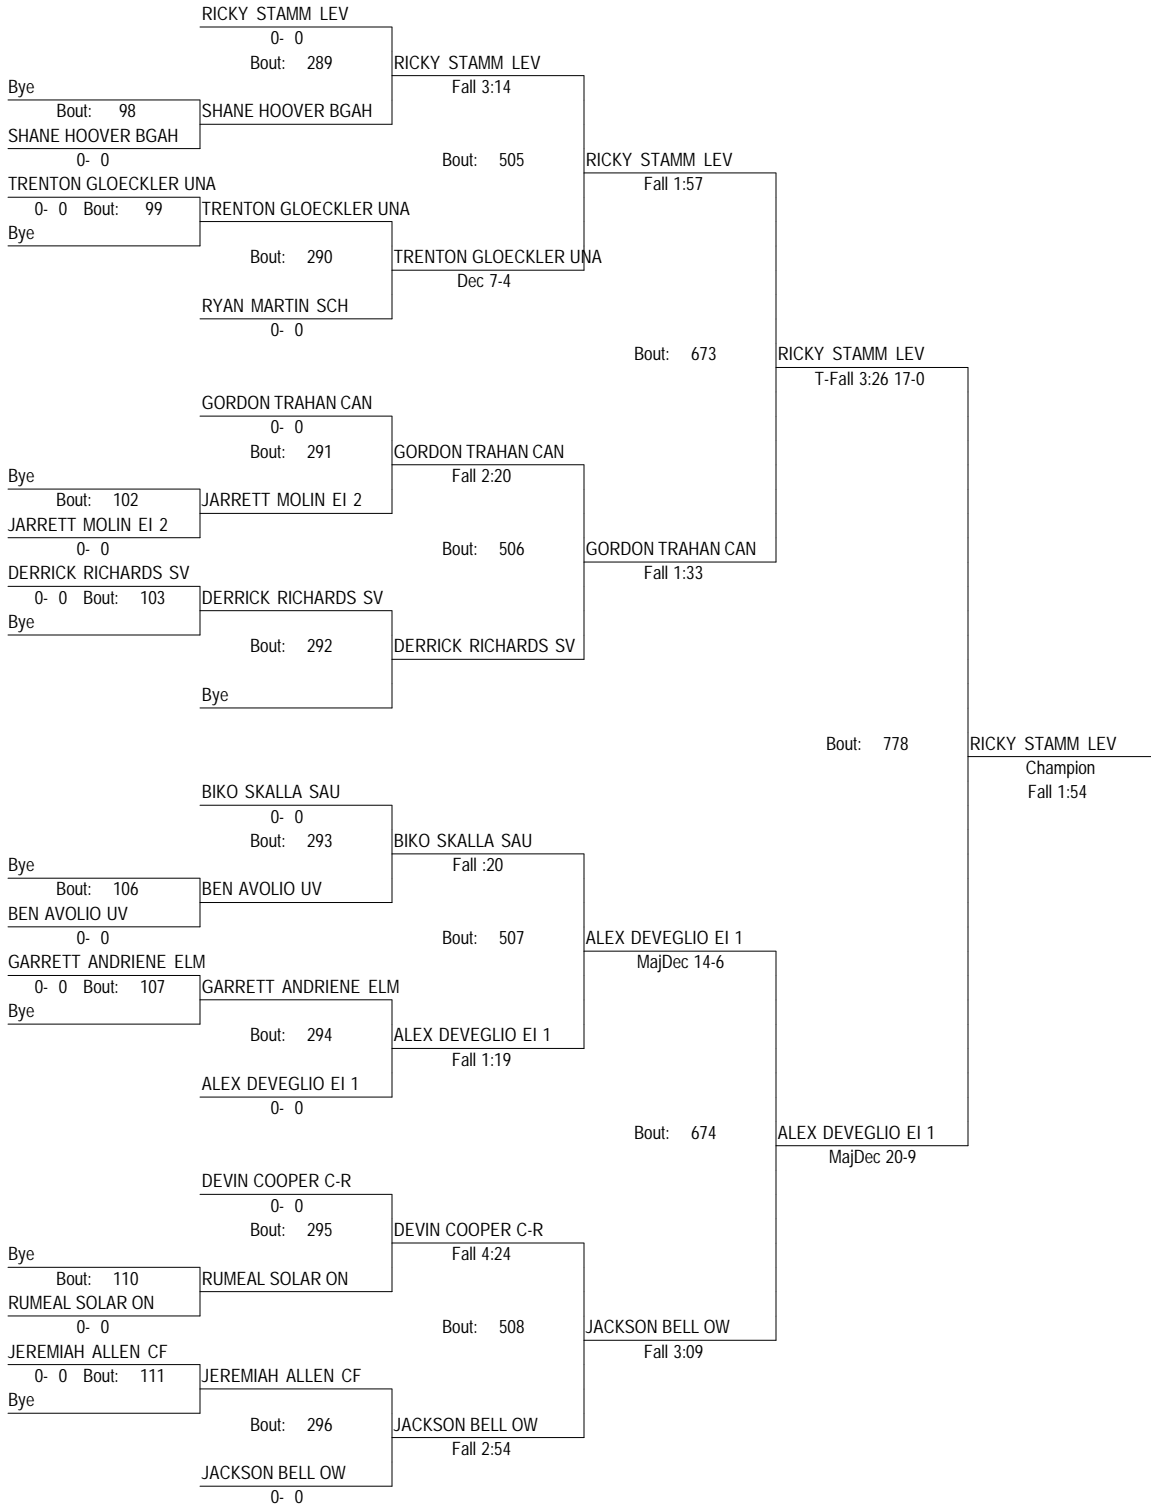 RICKY STAMM LEV
0- 0
Bout: 289
RICKY STAMM LEV
Fall 3:14
Bye
Bout: 98
SHANE HOOVER BGAH
SHANE HOOVER BGAH
0- 0
Bout: 505
RICKY STAMM LEV
Fall 1:57
TRENTON GLOECKLER UNA
0- 0 Bout: 99
TRENTON GLOECKLER UNA
Bye
Bout: 290
TRENTON GLOECKLER UNA
Dec 7-4
RYAN MARTIN SCH
0- 0
Bout: 673
RICKY STAMM LEV
T-Fall 3:26 17-0
GORDON TRAHAN CAN
0- 0
Bout: 291
GORDON TRAHAN CAN
Fall 2:20
Bye
Bout: 102
JARRETT MOLIN EI 2
JARRETT MOLIN EI 2
0- 0
Bout: 506
GORDON TRAHAN CAN
Fall 1:33
DERRICK RICHARDS SV
0- 0 Bout: 103
DERRICK RICHARDS SV
Bye
Bout: 292
DERRICK RICHARDS SV
Bye
Bout: 778
RICKY STAMM LEV
Champion
Fall 1:54
BIKO SKALLA SAU
0- 0
Bout: 293
BIKO SKALLA SAU
Fall :20
Bye
Bout: 106
BEN AVOLIO UV
BEN AVOLIO UV
0- 0
Bout: 507
ALEX DEVEGLIO EI 1
MajDec 14-6
GARRETT ANDRIENE ELM
0- 0 Bout: 107
GARRETT ANDRIENE ELM
Bye
Bout: 294
ALEX DEVEGLIO EI 1
Fall 1:19
ALEX DEVEGLIO EI 1
0- 0
Bout: 674
ALEX DEVEGLIO EI 1
MajDec 20-9
DEVIN COOPER C-R
0- 0
Bout: 295
DEVIN COOPER C-R
Fall 4:24
Bye
Bout: 110
RUMEAL SOLAR ON
RUMEAL SOLAR ON
0- 0
Bout: 508
JACKSON BELL OW
Fall 3:09
JEREMIAH ALLEN CF
0- 0 Bout: 111
JEREMIAH ALLEN CF
Bye
Bout: 296
JACKSON BELL OW
Fall 2:54
JACKSON BELL OW
0- 0